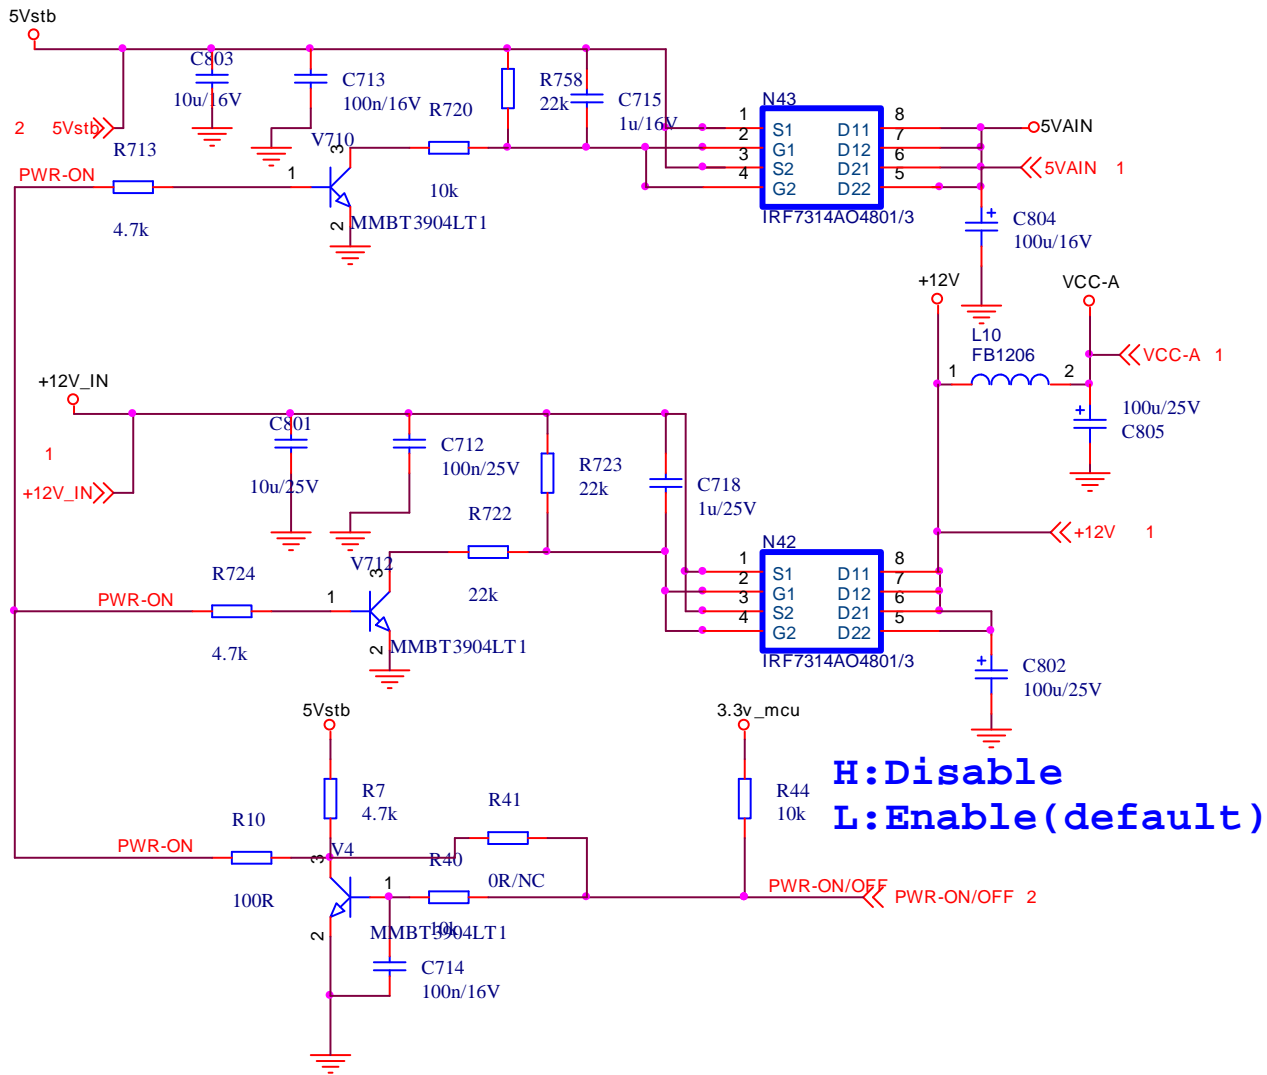 5Vstb
2 5Vstb
C803
10u/16V
C713
100n/16V
R720
10k
R758
22k
C715
1u/16V
PWR-ON
R713
4.7k
V710
1
2
3
MMBT3904LT1
N43
1 S1 D11 8
2 G1 D12 7
3 S2 D21 6
4 G2 D22 5
IRF7314AO4801/3
5VAIN
5VAIN 1
C804
100u/16V
+12V
VCC-A
L10
FB1206
1 2
VCC-A 1
100u/25V
C805
+12V 1
+12V_IN
1
+12V_IN
C801
10u/25V
C712
100n/25V
R722
22k
R723
22k
C718
1u/25V
PWR-ON
R724
4.7k
V712
1
2
3
MMBT3904LT1
N42
1 S1 D11 8
2 G1 D12 7
3 S2 D21 6
4 G2 D22 5
IRF7314AO4801/3
C802
100u/25V
5Vstb
R7
4.7k
R41
0R/NC
3.3v_mcu
R44
10k
H:Disable
L:Enable(default)
PWR-ON
R10
100R
V4
3
1
2
R40
10k
MMBT3904LT1
C714
100n/16V
PWR-ON/OFF
PWR-ON/OFF 2